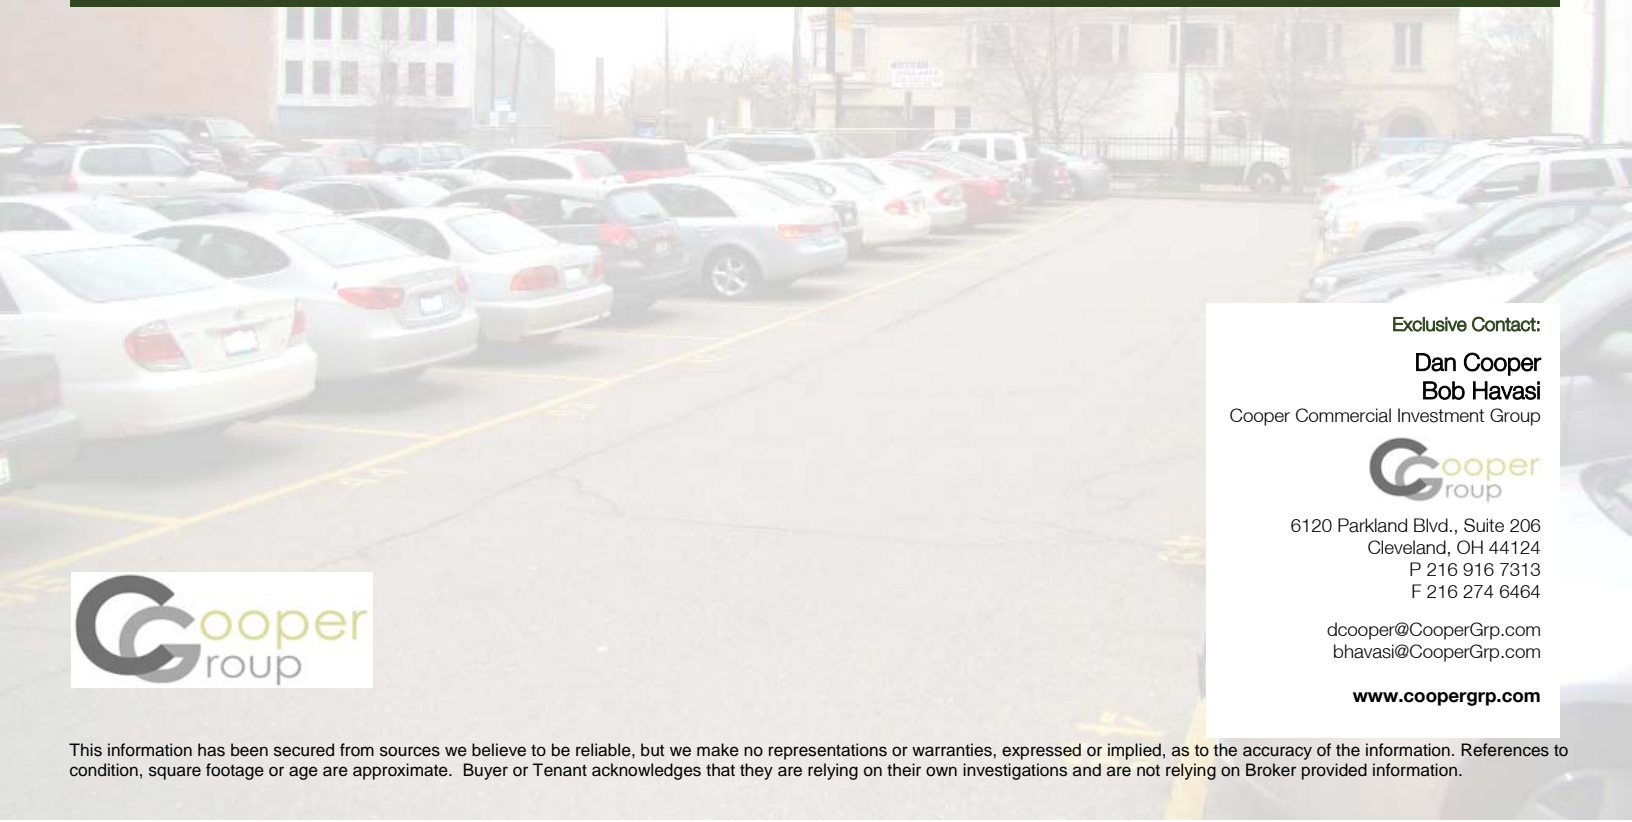 Exclusive Contact:
Dan Cooper
Bob Havasi
Cooper Commercial Investment Group
Cooper
Group
6120 Parkland Blvd., Suite 206
Cleveland, OH 44124
P 216 916 7313
F 216 274 6464
dcooper@CooperGrp.com
bhavasi@CooperGrp.com
www.coopergrp.com
Cooper
Group
This information has been secured from sources we believe to be reliable, but we make no representations or warranties, expressed or implied, as to the accuracy of the information. References to
condition, square footage or age are approximate.  Buyer or Tenant acknowledges that they are relying on their own investigations and are not relying on Broker provided information.